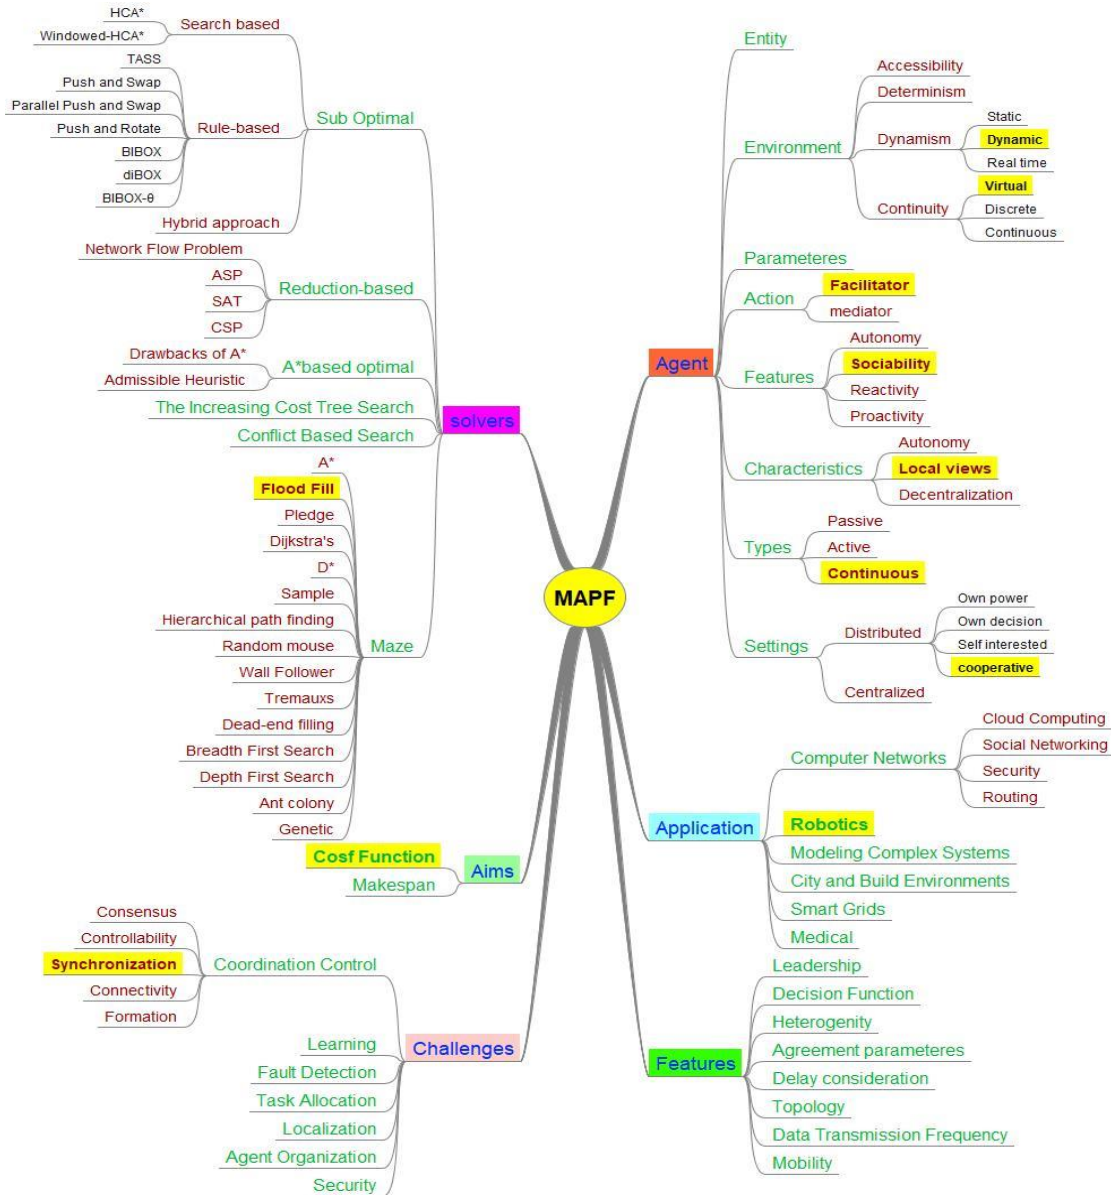 MAPF
solvers
Sub Optimal
Search based
HCA*
Windowed-HCA*
Rule-based
TASS
Push and Swap
Parallel Push and Swap
Push and Rotate
BIBOX
diBOX
BIBOX-θ
Hybrid approach
Reduction-based
Network Flow Problem
ASP
SAT
CSP
A*based optimal
Drawbacks of A*
Admissible Heuristic
The Increasing Cost Tree Search
Conflict Based Search
Maze
A*
Flood Fill
Pledge
Dijkstra's
D*
Sample
Hierarchical path finding
Random mouse
Wall Follower
Tremauxs
Dead-end filling
Breadth First Search
Depth First Search
Ant colony
Genetic
Aims
Cosf Function
Makespan
Challenges
Coordination Control
Consensus
Controllability
Synchronization
Connectivity
Formation
Learning
Fault Detection
Task Allocation
Localization
Agent Organization
Security
Agent
Entity
Environment
Accessibility
Determinism
Dynamism
Static
Dynamic
Real time
Continuity
Virtual
Discrete
Continuous
Parameteres
Action
Facilitator
mediator
Features
Autonomy
Sociability
Reactivity
Proactivity
Characteristics
Autonomy
Local views
Decentralization
Types
Passive
Active
Continuous
Settings
Distributed
Own power
Own decision
Self interested
cooperative
Centralized
Application
Computer Networks
Cloud Computing
Social Networking
Security
Routing
Robotics
Modeling Complex Systems
City and Build Environments
Smart Grids
Medical
Features
Leadership
Decision Function
Heterogenity
Agreement parameteres
Delay consideration
Topology
Data Transmission Frequency
Mobility